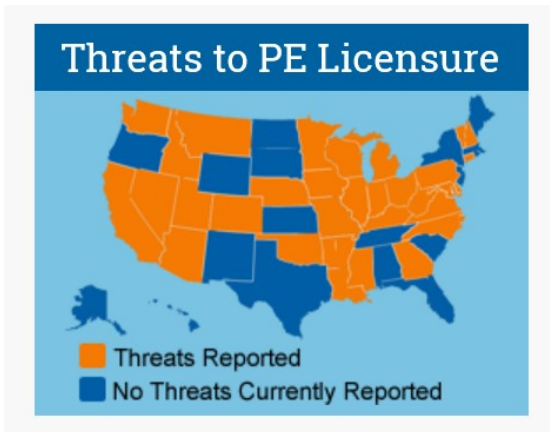 Threats to PE Licensure
Threats Reported
No Threats Currently Reported